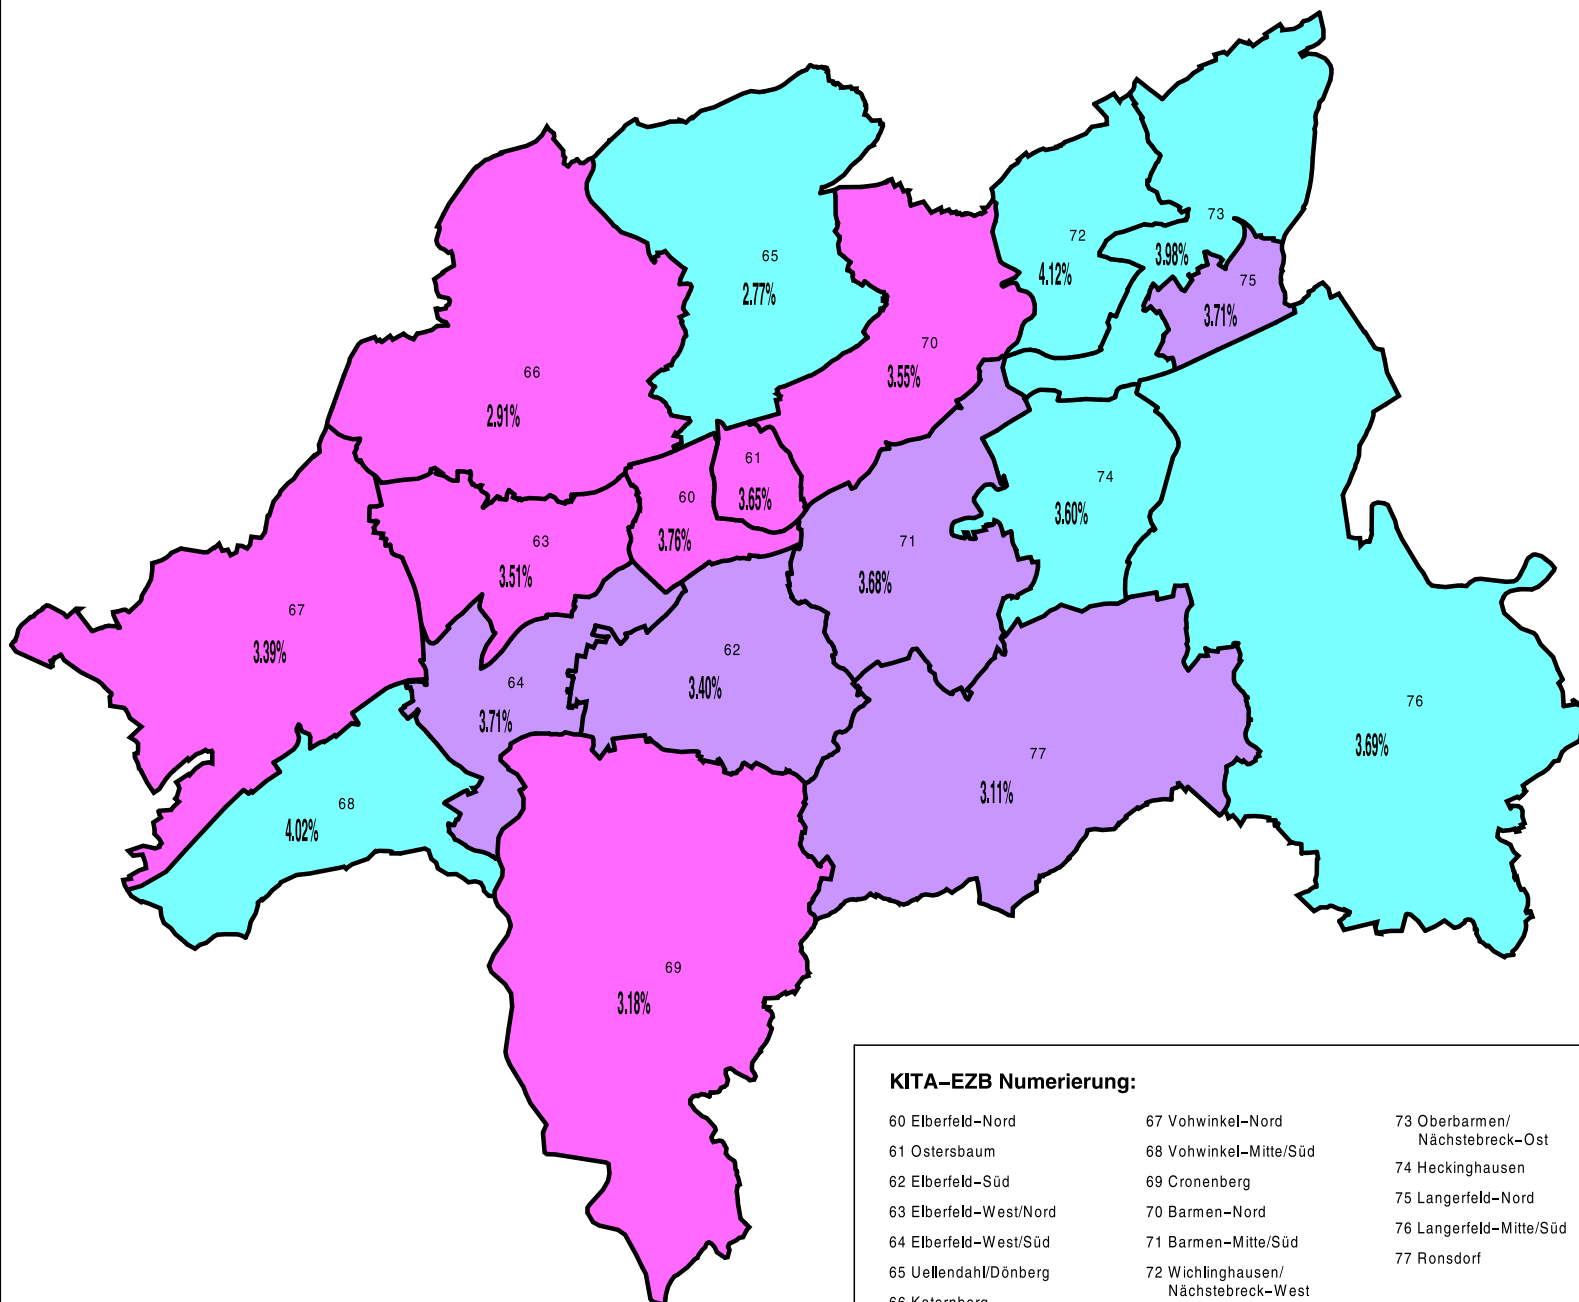 73
72
3.98%
65
4.12%
75
2.77%
3.71%
70
66
3.55%
2.91%
61
74
60
3.65%
3.60%
3.76%
63
71
3.51%
3.68%
67
3.39%
62
64
3.40%
76
3.71%
3.69%
77
3.11%
68
4.02%
69
3.18%
KITA–EZB Numerierung:
60 Elberfeld–Nord
61 Ostersbaum
62 Elberfeld–Süd
63 Elberfeld–West/Nord
64 Elberfeld–West/Süd
65 Uellendahl/Dönberg
66 Katernberg
67 Vohwinkel–Nord
68 Vohwinkel–Mitte/Süd
69 Cronenberg
70 Barmen–Nord
71 Barmen–Mitte/Süd
72 Wichlinghausen/
Nächstebreck–West
73 Oberbarmen/
Nächstebreck–Ost
74 Heckinghausen
75 Langerfeld–Nord
76 Langerfeld–Mitte/Süd
77 Ronsdorf